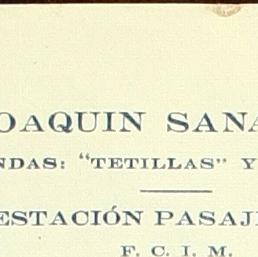 OAQUIN SANA
NDAS: "TETILLAS" Y
ESTACIÓN PASAJ
F. C. I. M.